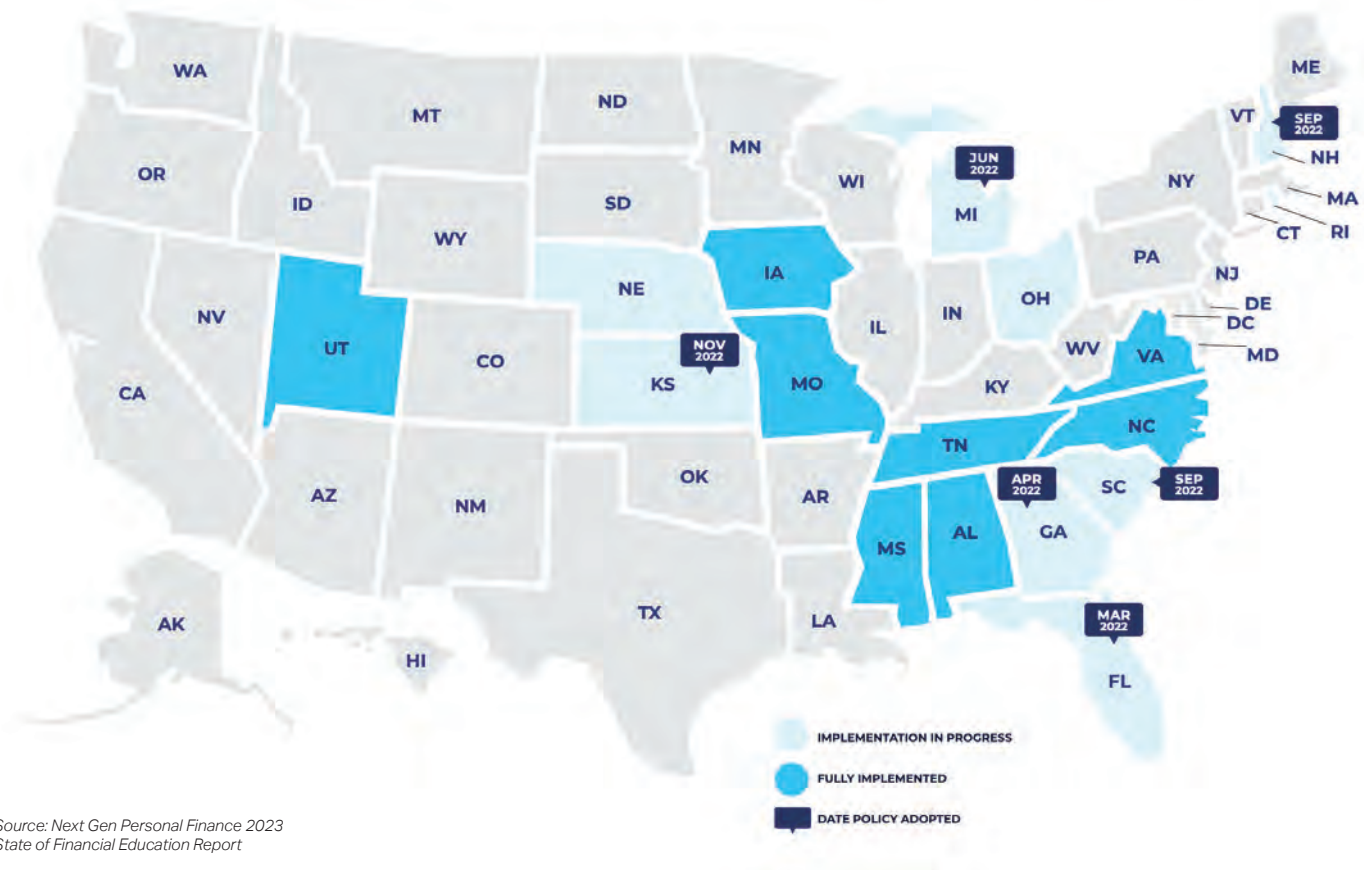 WA
MT
ND
MN
ME
VT
SEP
2022
NH
OR
ID
SD
WI
JUN
2022
MI
NY
MA
RI
CT
WY
NE
IA
PA
NJ
NV
UT
CO
NOV
2022
KS
MO
IL
IN
OH
WV
VA
DE
DC
MD
CA
KY
NC
TN
AZ
NM
OK
AR
APR
2022
SC
SEP
2022
MS
AL
GA
AK
HI
TX
LA
MAR
2022
FL
IMPLEMENTATION IN PROGRESS
FULLY IMPLEMENTED
DATE POLICY ADOPTED
Source: Next Gen Personal Finance 2023
State of Financial Education Report